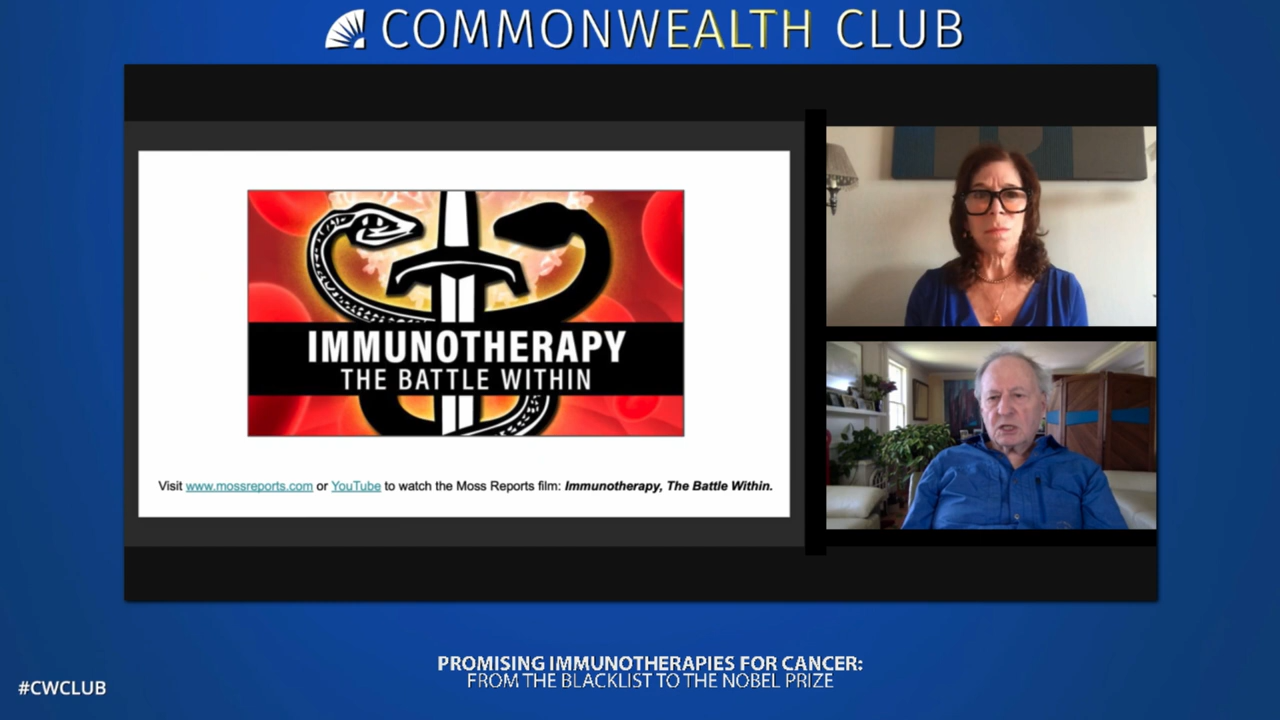 COMMONWEALTH CLUB
IMMUNOTHERAPY
THE BATTLE WITHIN
Visit www.mossreports.com or YouTube to watch the Moss Reports film: Immunotherapy, The Battle Within.
PROMISING IMMUNOTHERAPIES FOR CANCER:
FROM THE BLACKLIST TO THE NOBEL PRIZE
#CWCLUB